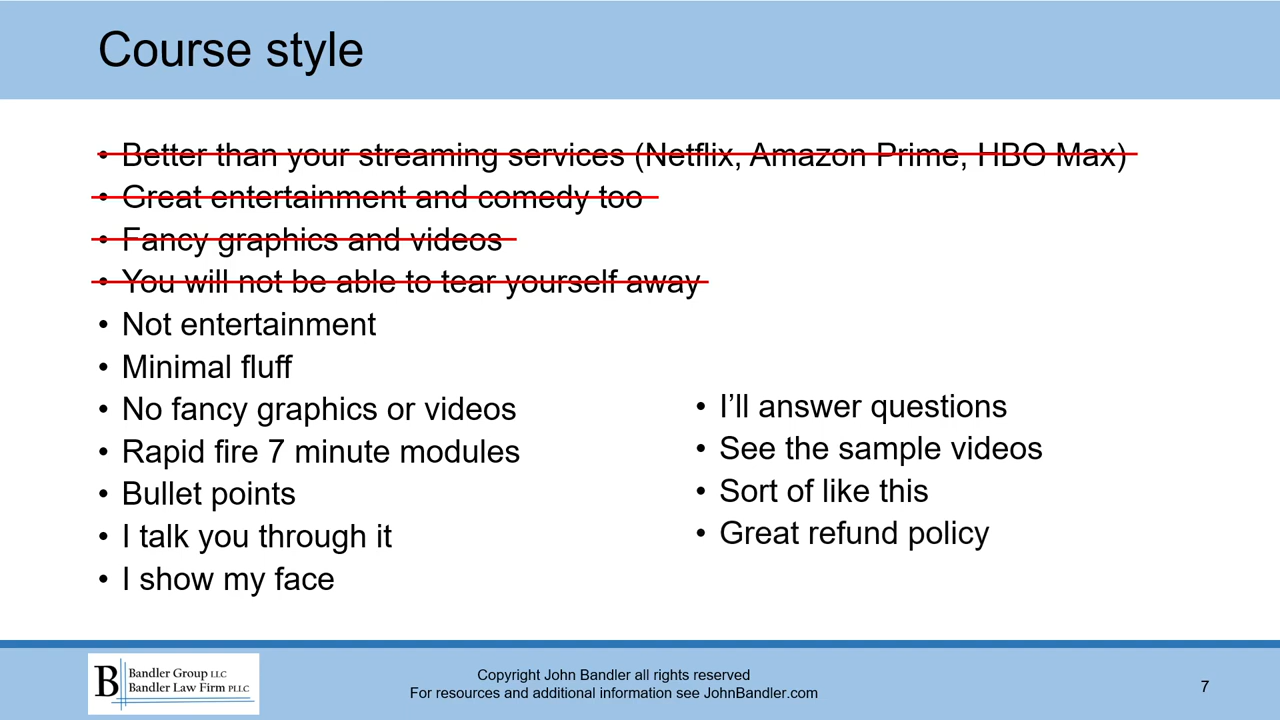 Course style
• Better than your streaming services (Netflix, Amazon Prime, HBO Max)
• Great entertainment and comedy too
• Fancy graphics and videos
• You will not be able to tear yourself away
• Not entertainment
• Minimal fluff
• No fancy graphics or videos
• Rapid fire 7 minute modules
• Bullet points
• I talk you through it
• I show my face
• I’ll answer questions
• See the sample videos
• Sort of like this
• Great refund policy
B
Bandler Group LLC
Bandler Law Firm PLLC
Copyright John Bandler all rights reserved
For resources and additional information see JohnBandler.com
7